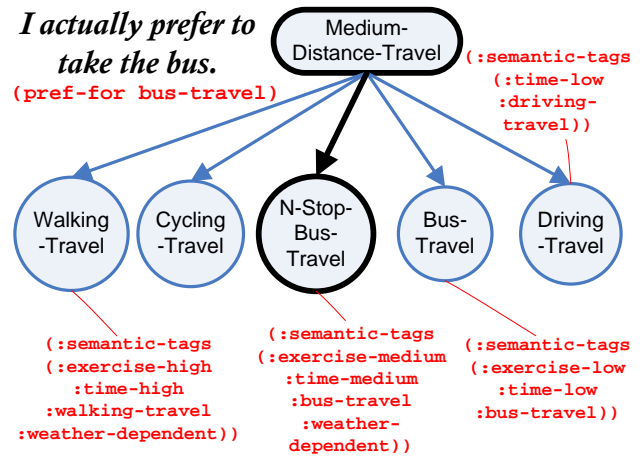 I actually prefer to
take the bus.
(pref-for bus-travel)
Medium-
Distance-Travel
(:semantic-tags
(:time-low
:driving-
travel))
Walking
-Travel
Cycling
-Travel
N-Stop-
Bus-
Travel
Bus-
Travel
Driving
-Travel
(:semantic-tags
(:exercise-high
:time-high
:walking-travel
:weather-dependent))
(:semantic-tags
(:exercise-medium
:time-medium
:bus-travel
:weather-
dependent))
(:semantic-tags
(:exercise-low
:time-low
:bus-travel))